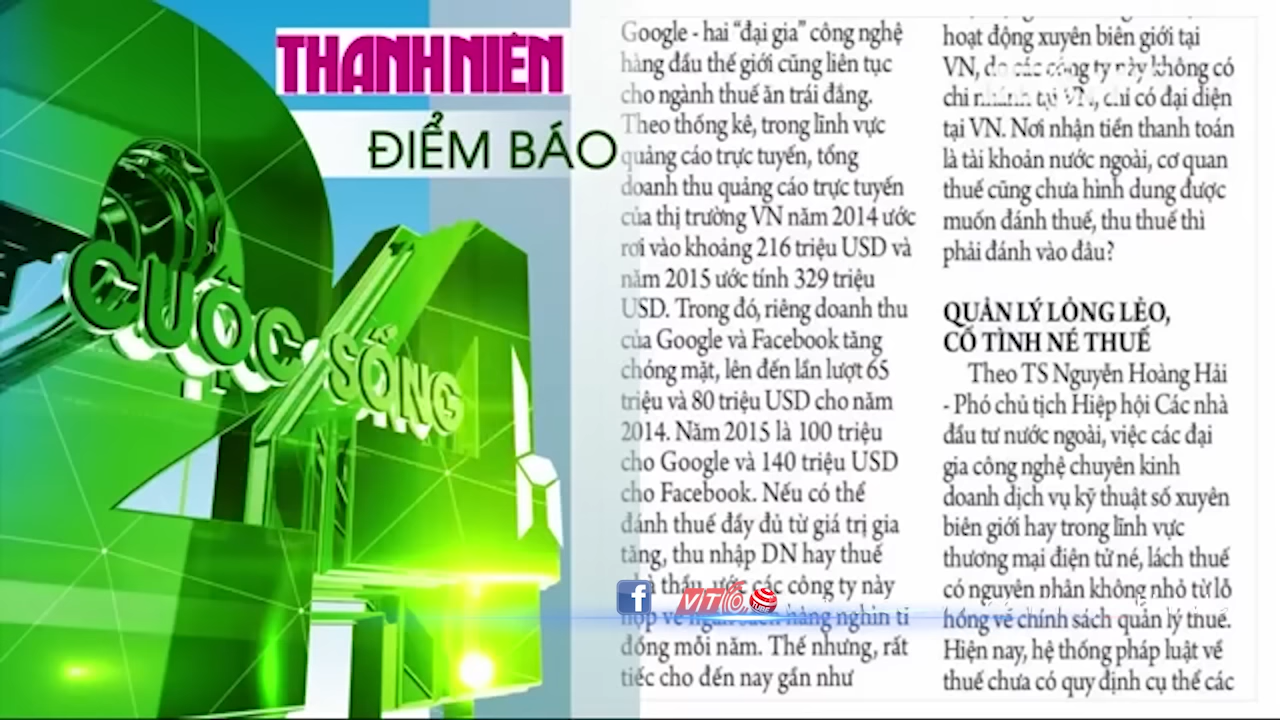 THANH NIÊN
ĐIỂM BÁO
CUỘC SỐNG
24h
Google - hai “đại gia” công nghệ
hàng đầu thế giới cũng liên tục
cho ngành thuế ăn trái đắng.
Theo thống kê, trong lĩnh vực
quảng cáo trực tuyến, tổng
doanh thu quảng cáo trực tuyến
của thị trường VN năm 2014 ước
rơi vào khoảng 216 triệu USD và
năm 2015 ước tính 329 triệu
USD. Trong đó, riêng doanh thu
của Google và Facebook tăng
chóng mặt, lên đến lần lượt 65
triệu và 80 triệu USD cho năm
2014. Năm 2015 là 100 triệu
cho Google và 140 triệu USD
cho Facebook. Nếu có thể
đánh thuế đầy đủ từ giá trị gia
tăng, thu nhập DN hay thuế
nhà thầu, ước các công ty này
nộp về ngân sách hàng nghìn tỉ
đồng mỗi năm. Thế nhưng, rất
tiếc cho đến nay gần như
hoạt động xuyên biên giới tại
VN, do các công ty này không có
chi nhánh tại VN, chỉ có đại diện
tại VN. Nơi nhận tiền thanh toán
là tài khoản nước ngoài, cơ quan
thuế cũng chưa hình dung được
muốn đánh thuế, thu thuế thì
phải đánh vào đâu?
QUẢN LÝ LỎNG LẺO,
CỐ TÌNH NÉ THUẾ
Theo TS Nguyễn Hoàng Hải
- Phó chủ tịch Hiệp hội Các nhà
đầu tư nước ngoài, việc các đại
gia công nghệ chuyên kinh
doanh dịch vụ kỹ thuật số xuyên
biên giới hay trong lĩnh vực
thương mại điện tử né, lách thuế
có nguyên nhân không nhỏ từ lỗ
hổng về chính sách quản lý thuế.
Hiện nay, hệ thống pháp luật về
thuế chưa có quy định cụ thể các
f VTC TUBE